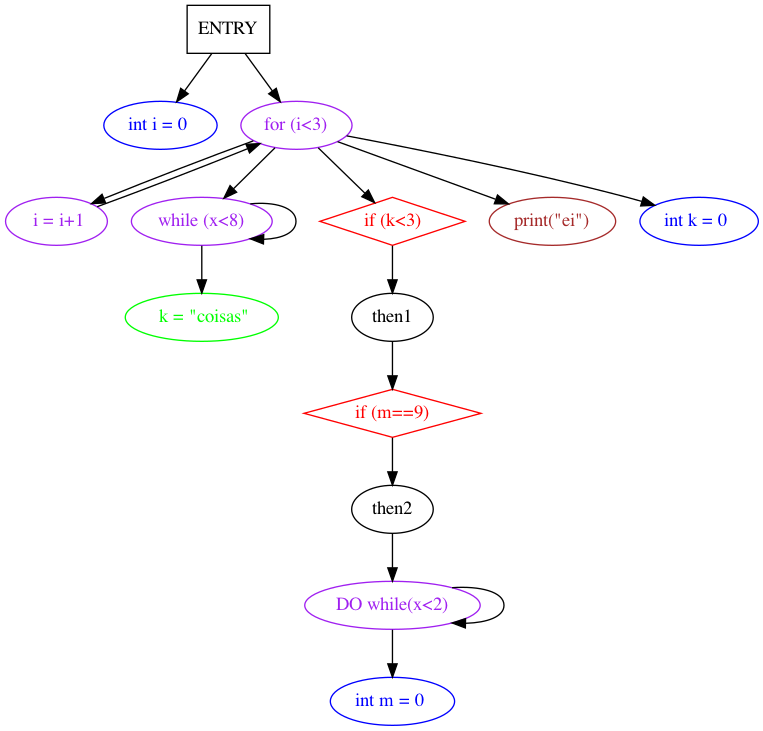 ENTRY
int i = 0
for (i<3)
i = i+1
while (x<8)
if (k<3)
print("ei")
int k = 0
k = "coisas"
then1
if (m==9)
then2
DO while(x<2)
int m = 0